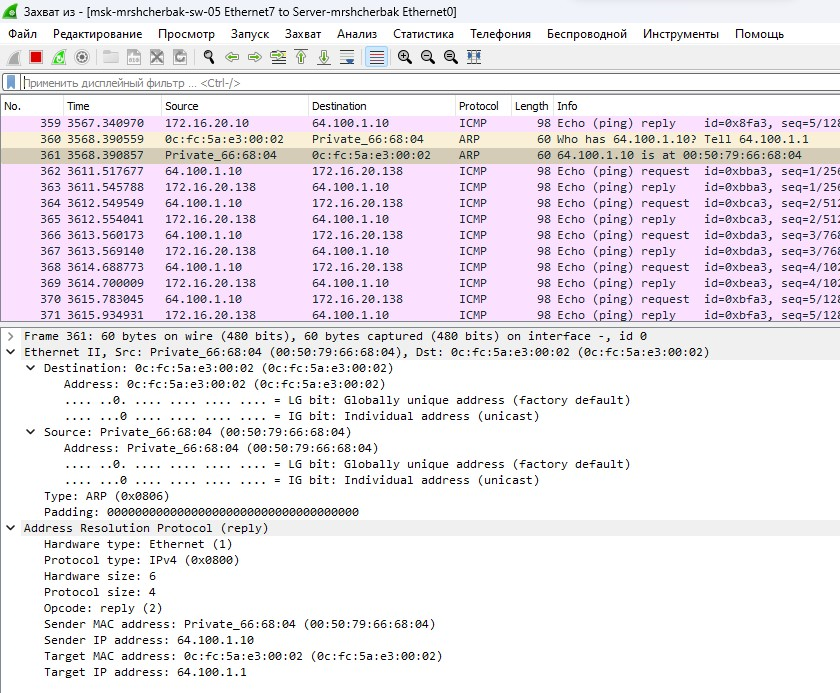 Захват из - [msk-mrshcherbak-sw-05 Ethernet7 to Server-mrshcherbak Ethernet0]
Файл Редактирование Просмотр Запуск Захват Анализ Статистика Телефония Беспроводной Инструменты Помощь
Применить дисплейный фильтр ... <Ctrl-/>
No. Time Source Destination Protocol Length Info
359 3567.340970 172.16.20.10 64.100.1.10 ICMP 98 Echo (ping) reply id=0x8fa3, seq=5/128
360 3568.390559 0c:fc:5a:e3:00:02 Private_66:68:04 ARP 60 Who has 64.100.1.10? Tell 64.100.1.1
361 3568.390857 Private_66:68:04 0c:fc:5a:e3:00:02 ARP 60 64.100.1.10 is at 00:50:79:66:68:04
362 3611.517677 64.100.1.10 172.16.20.138 ICMP 98 Echo (ping) request id=0xbba3, seq=1/256
363 3611.545788 172.16.20.138 64.100.1.10 ICMP 98 Echo (ping) reply id=0xbba3, seq=1/256
364 3612.549549 64.100.1.10 172.16.20.138 ICMP 98 Echo (ping) request id=0xbca3, seq=2/512
365 3612.554041 172.16.20.138 64.100.1.10 ICMP 98 Echo (ping) reply id=0xbca3, seq=2/512
366 3613.560173 64.100.1.10 172.16.20.138 ICMP 98 Echo (ping) request id=0xbda3, seq=3/768
367 3613.569140 172.16.20.138 64.100.1.10 ICMP 98 Echo (ping) reply id=0xbda3, seq=3/768
368 3614.688773 64.100.1.10 172.16.20.138 ICMP 98 Echo (ping) request id=0xbea3, seq=4/102
369 3614.700009 172.16.20.138 64.100.1.10 ICMP 98 Echo (ping) reply id=0xbea3, seq=4/102
370 3615.783045 64.100.1.10 172.16.20.138 ICMP 98 Echo (ping) request id=0xbfa3, seq=5/128
371 3615.934931 172.16.20.138 64.100.1.10 ICMP 98 Echo (ping) reply id=0xbfa3, seq=5/128
Frame 361: 60 bytes on wire (480 bits), 60 bytes captured (480 bits) on interface -, id 0
Ethernet II, Src: Private_66:68:04 (00:50:79:66:68:04), Dst: 0c:fc:5a:e3:00:02 (0c:fc:5a:e3:00:02)
Destination: 0c:fc:5a:e3:00:02 (0c:fc:5a:e3:00:02)
Address: 0c:fc:5a:e3:00:02 (0c:fc:5a:e3:00:02)
.... ..0. .... .... .... .... = LG bit: Globally unique address (factory default)
.... ...0 .... .... .... .... = IG bit: Individual address (unicast)
Source: Private_66:68:04 (00:50:79:66:68:04)
Address: Private_66:68:04 (00:50:79:66:68:04)
.... ..0. .... .... .... .... = LG bit: Globally unique address (factory default)
.... ...0 .... .... .... .... = IG bit: Individual address (unicast)
Type: ARP (0x0806)
Padding: 000000000000000000000000000000000000
Address Resolution Protocol (reply)
Hardware type: Ethernet (1)
Protocol type: IPv4 (0x0800)
Hardware size: 6
Protocol size: 4
Opcode: reply (2)
Sender MAC address: Private_66:68:04 (00:50:79:66:68:04)
Sender IP address: 64.100.1.10
Target MAC address: 0c:fc:5a:e3:00:02 (0c:fc:5a:e3:00:02)
Target IP address: 64.100.1.1